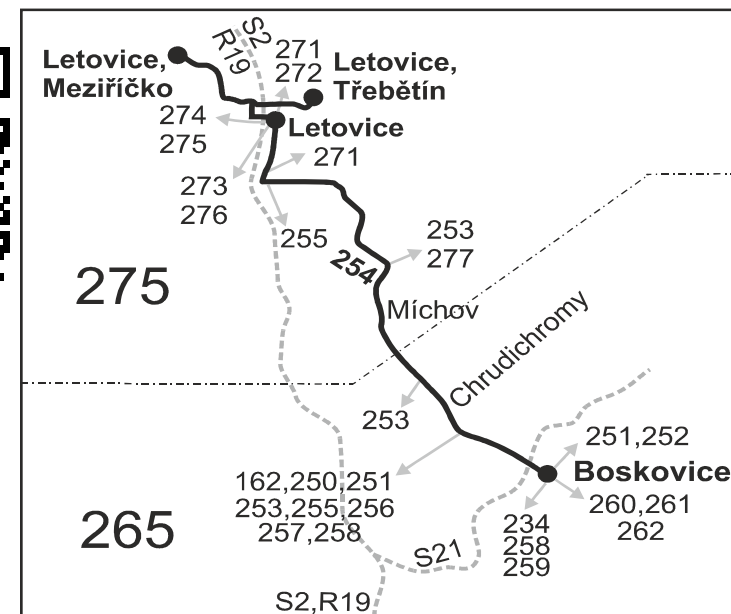 S2
R19
Letovice,
Meziříčko
271
272
Letovice,
Třebětín
274
275
Letovice
271
273
276
255
253
277
254
275
Míchov
Chrudichromy
253
251,252
Boskovice
162,250,251
253,255,256
257,258
260,261
262
234
258
259
265
S21
S2,R19